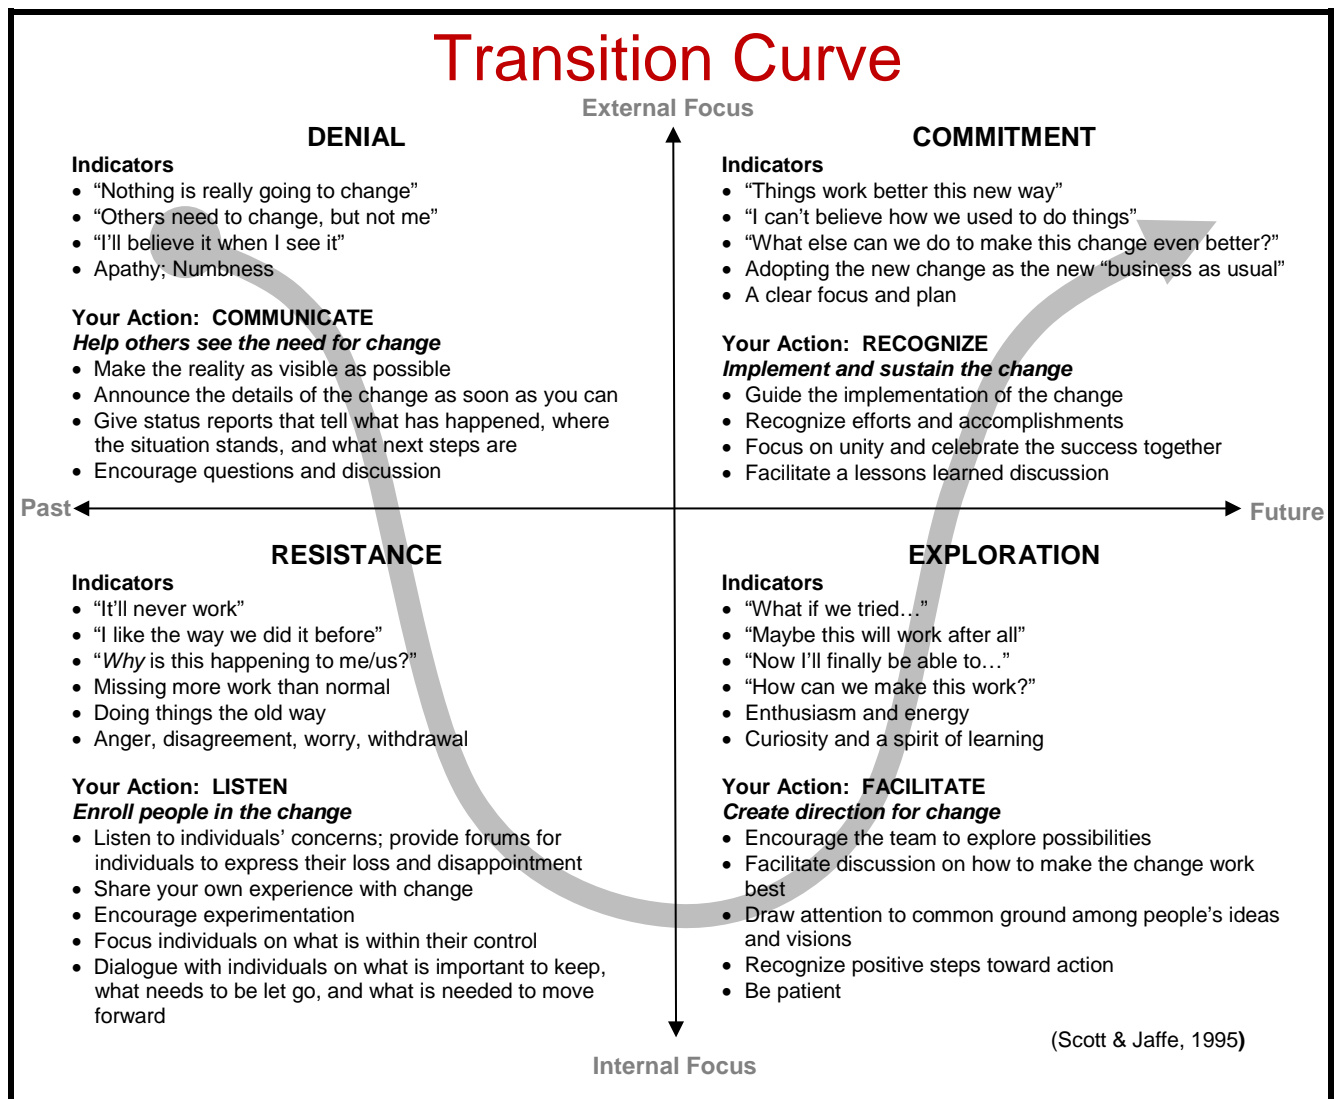 Transition Curve
External Focus
DENIAL
Indicators
• “Nothing is really going to change”
• “Others need to change, but not me”
• “I’ll believe it when I see it”
• Apathy; Numbness
Your Action:  COMMUNICATE
Help others see the need for change
• Make the reality as visible as possible
• Announce the details of the change as soon as you can
• Give status reports that tell what has happened, where
the situation stands, and what next steps are
• Encourage questions and discussion
COMMITMENT
Indicators
• “Things work better this new way”
• “I can’t believe how we used to do things”
• “What else can we do to make this change even better?”
• Adopting the new change as the new “business as usual”
• A clear focus and plan
Your Action:  RECOGNIZE
Implement and sustain the change
• Guide the implementation of the change
• Recognize efforts and accomplishments
• Focus on unity and celebrate the success together
• Facilitate a lessons learned discussion
Past
Future
RESISTANCE
Indicators
• “It’ll never work”
• “I like the way we did it before”
• “Why is this happening to me/us?”
• Missing more work than normal
• Doing things the old way
• Anger, disagreement, worry, withdrawal
Your Action:  LISTEN
Enroll people in the change
• Listen to individuals’ concerns; provide forums for
individuals to express their loss and disappointment
• Share your own experience with change
• Encourage experimentation
• Focus individuals on what is within their control
• Dialogue with individuals on what is important to keep,
what needs to be let go, and what is needed to move
forward
EXPLORATION
Indicators
• “What if we tried…”
• “Maybe this will work after all”
• “Now I’ll finally be able to…”
• “How can we make this work?”
• Enthusiasm and energy
• Curiosity and a spirit of learning
Your Action:  FACILITATE
Create direction for change
• Encourage the team to explore possibilities
• Facilitate discussion on how to make the change work
best
• Draw attention to common ground among people’s ideas
and visions
• Recognize positive steps toward action
• Be patient
(Scott & Jaffe, 1995)
Internal Focus